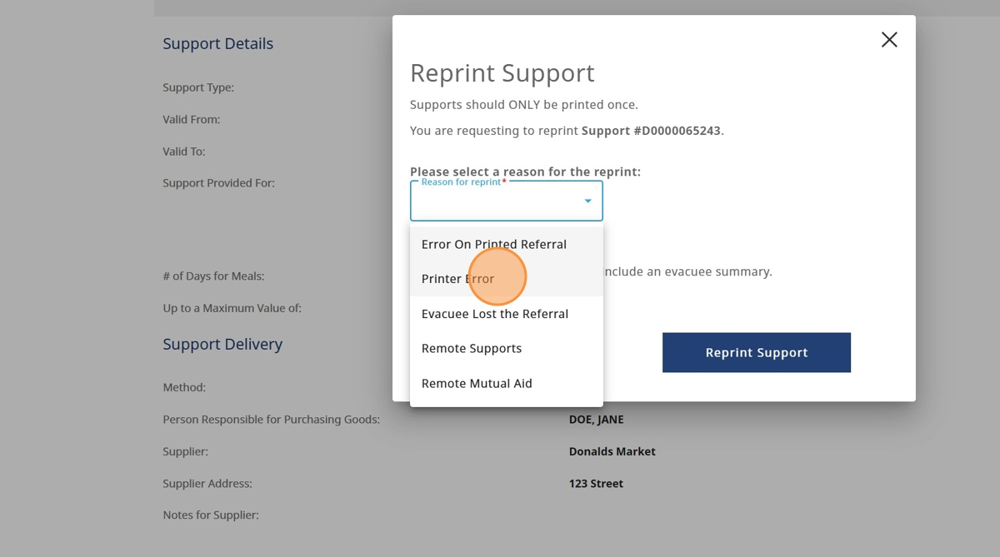 Support Details
Support Type:
Valid From:
Valid To:
Support Provided For:
# of Days for Meals:
Up to a Maximum Value of:
Support Delivery
Method:
Person Responsible for Purchasing Goods:
DOE, JANE
Supplier:
Donalds Market
Supplier Address:
123 Street
Notes for Supplier:
Reprint Support
Supports should ONLY be printed once.
You are requesting to reprint Support #D0000065243.
Please select a reason for the reprint:
Reason for reprint*
Error On Printed Referral
Printer Error
Evacuee Lost the Referral
Remote Supports
Remote Mutual Aid
include an evacuee summary.
Reprint Support